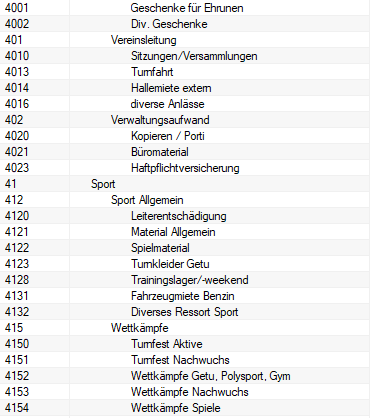 4001 Geschenke für Ehrunen
4002 Div. Geschenke
401 Vereinsleitung
4010 Sitzungen/Versammlungen
4013 Turnfahrt
4014 Hallemiete extern
4016 diverse Anlässe
402 Verwaltungsaufwand
4020 Kopieren / Porti
4021 Büromaterial
4023 Haftpflichtversicherung
41 Sport
412 Sport Allgemein
4120 Leiterentschädigung
4121 Material Allgemein
4122 Spielmaterial
4123 Turnkleider Getu
4128 Trainingslager/-weekend
4131 Fahrzeugmiete Benzin
4132 Diverses Ressort Sport
415 Wettkämpfe
4150 Turnfest Aktive
4151 Turnfest Nachwuchs
4152 Wettkämpfe Getu, Polysport, Gym
4153 Wettkämpfe Nachwuchs
4154 Wettkämpfe Spiele